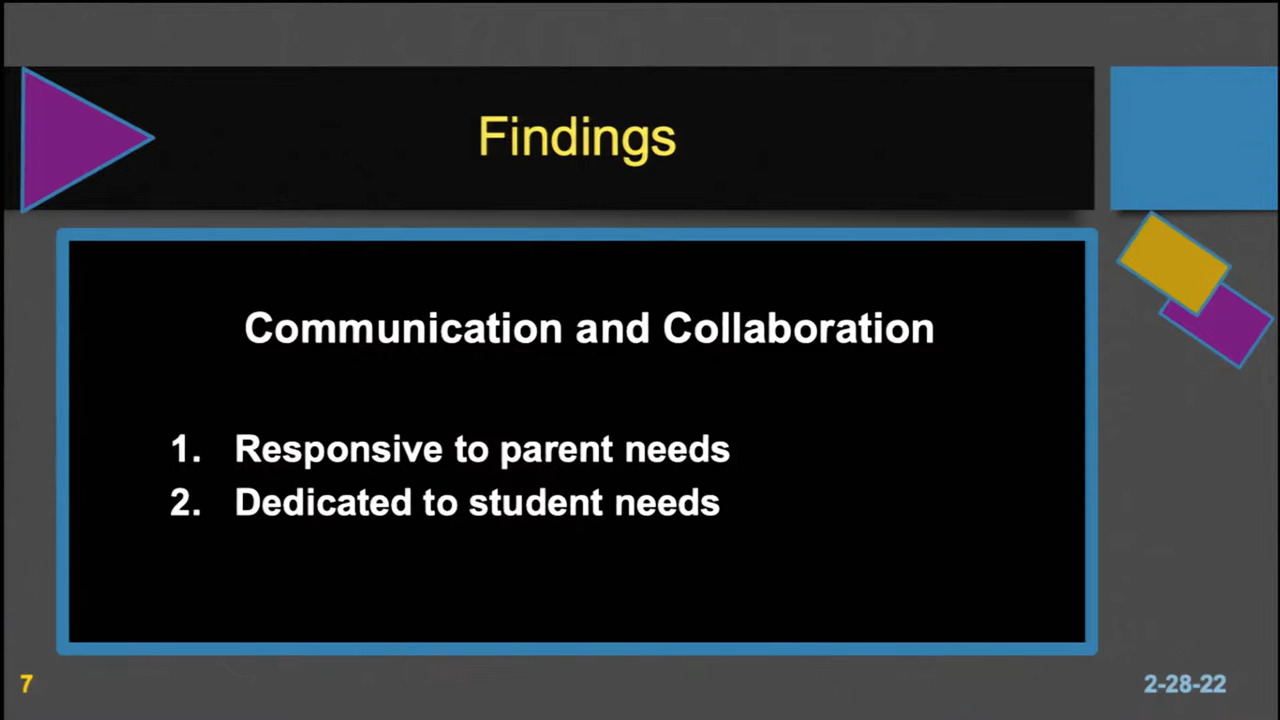 Findings
Communication and Collaboration
1. Responsive to parent needs
2. Dedicated to student needs
7
2-28-22